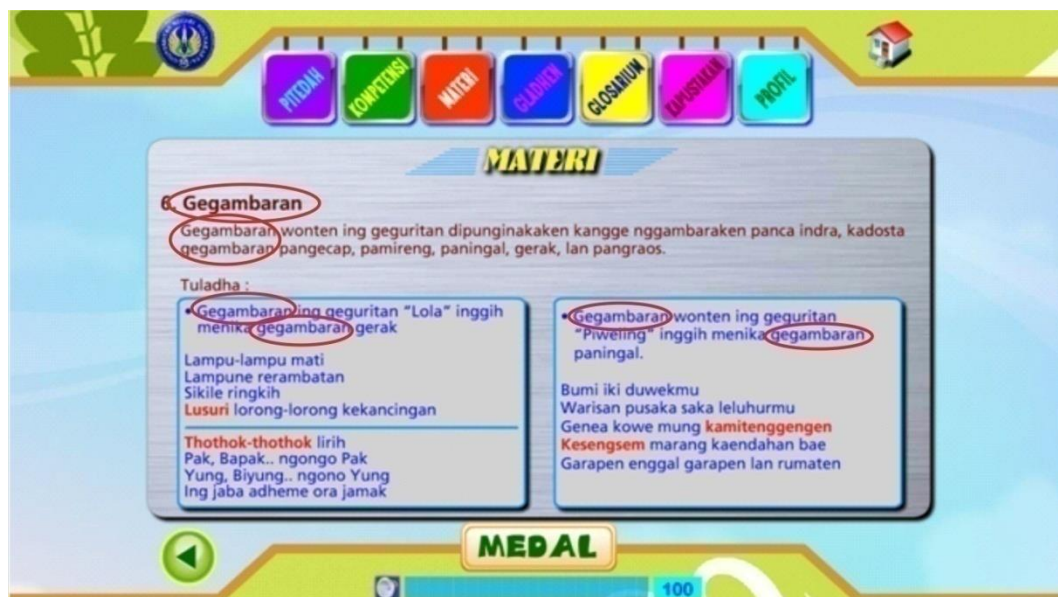 PITEDAH
KOMPETENSI
MATERI
GLADHEN
GLOSARIUM
KAPUSTAKAN
PROFIL
MATERI
6. Gegambaran
Gegambaran wonten ing geguritan dipunginakaken kangge nggambaraken panca indra, kadosta
gegambaran pangecap, pamireng, paningal, gerak, lan pangraos.
Tuladha :
• Gegambaran ing geguritan "Lola" inggih
menika gegambaran gerak
Lampu-lampu mati
Lampune rerambatan
Sikile ringkih
Lusuri lorong-lorong kekancingan
Thothok-thothok lirih
Pak, Bapak.. ngongo Pak
Yung, Biyung.. ngono Yung
Ing jaba adheme ora jamak
• Gegambaran wonten ing geguritan
"Piweling" inggih menika gegambaran
paningal.
Bumi iki duwekmu
Warisan pusaka saka leluhurmu
Genea kowe mung kamitenggengen
Kesengsem marang kaendahan bae
Garapen enggal garapen lan rumaten
MEDAL
100